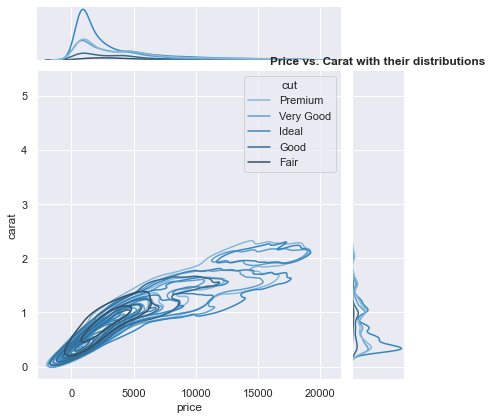 Price vs. Carat with their distributions
cut
Premium
Very Good
Ideal
Good
Fair
5
4
3
2
1
0
carat
0 5000 10000 15000 20000
price